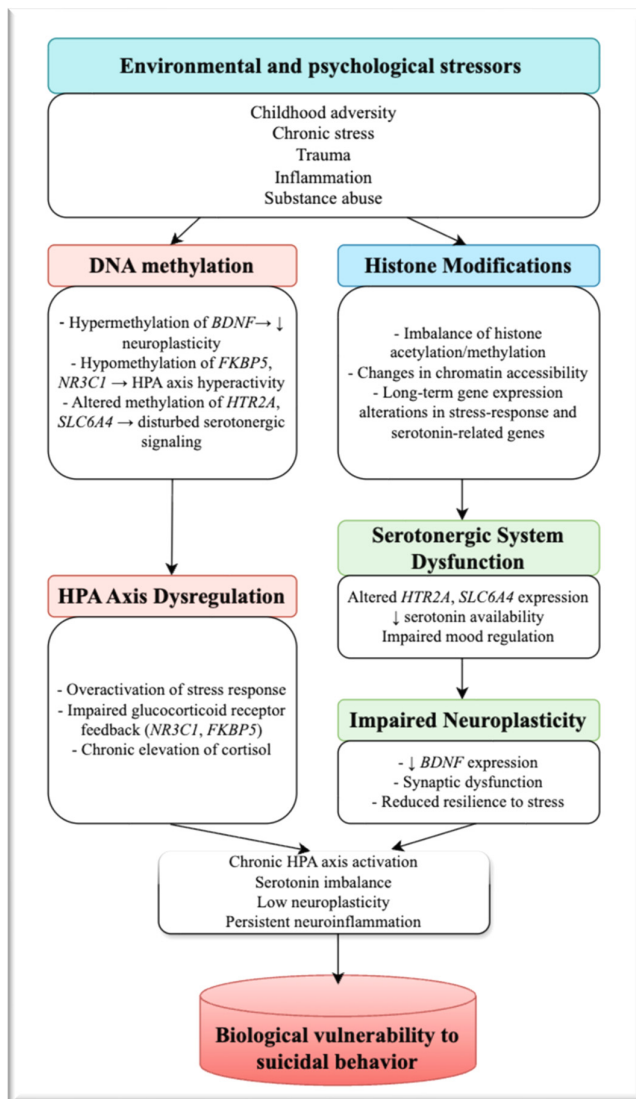 Environmental and psychological stressors
Childhood adversity
Chronic stress
Trauma
Inflammation
Substance abuse
DNA methylation
- Hypermethylation of BDNF→ ↓
neuroplasticity
- Hypomethylation of FKBP5,
NR3C1 → HPA axis hyperactivity
- Altered methylation of HTR2A,
SLC6A4 → disturbed serotonergic
signaling
Histone Modifications
- Imbalance of histone
acetylation/methylation
- Changes in chromatin accessibility
- Long-term gene expression
alterations in stress-response and
serotonin-related genes
HPA Axis Dysregulation
- Overactivation of stress response
- Impaired glucocorticoid receptor
feedback (NR3C1, FKBP5)
- Chronic elevation of cortisol
Serotonergic System
Dysfunction
Altered HTR2A, SLC6A4 expression
↓ serotonin availability
Impaired mood regulation
Impaired Neuroplasticity
- ↓ BDNF expression
- Synaptic dysfunction
- Reduced resilience to stress
Chronic HPA axis activation
Serotonin imbalance
Low neuroplasticity
Persistent neuroinflammation
Biological vulnerability to
suicidal behavior